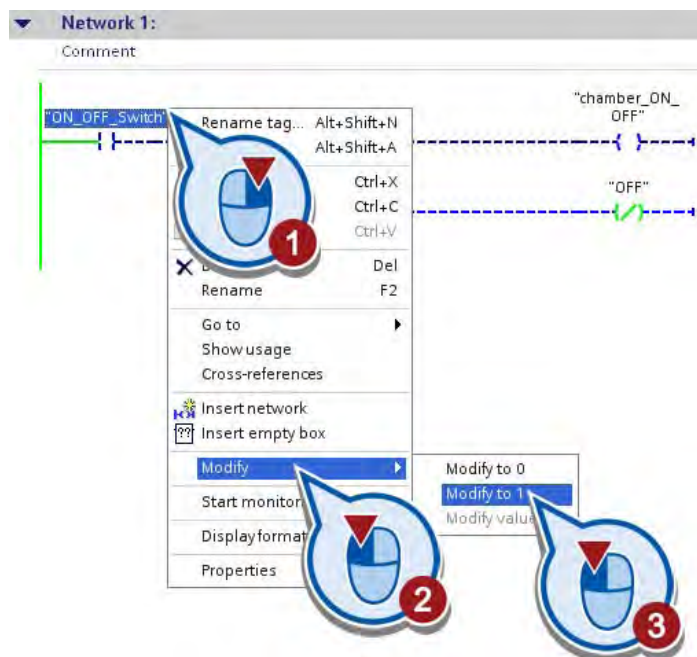 Network 1:
Comment
"chamber_ON_
OFF"
"ON_OFF_Switch"
Rename tag... Alt+Shift+N
Alt+Shift+A
Ctrl+X
"OFF"
Ctrl+C
Ctrl+V
1
Del
Rename F2
Go to
Show usage
Cross-references
Insert network
?? Insert empty box
Modify
Modify to 0
Modify to 1
Start monitor
Modify value
Display format
Properties
2
3